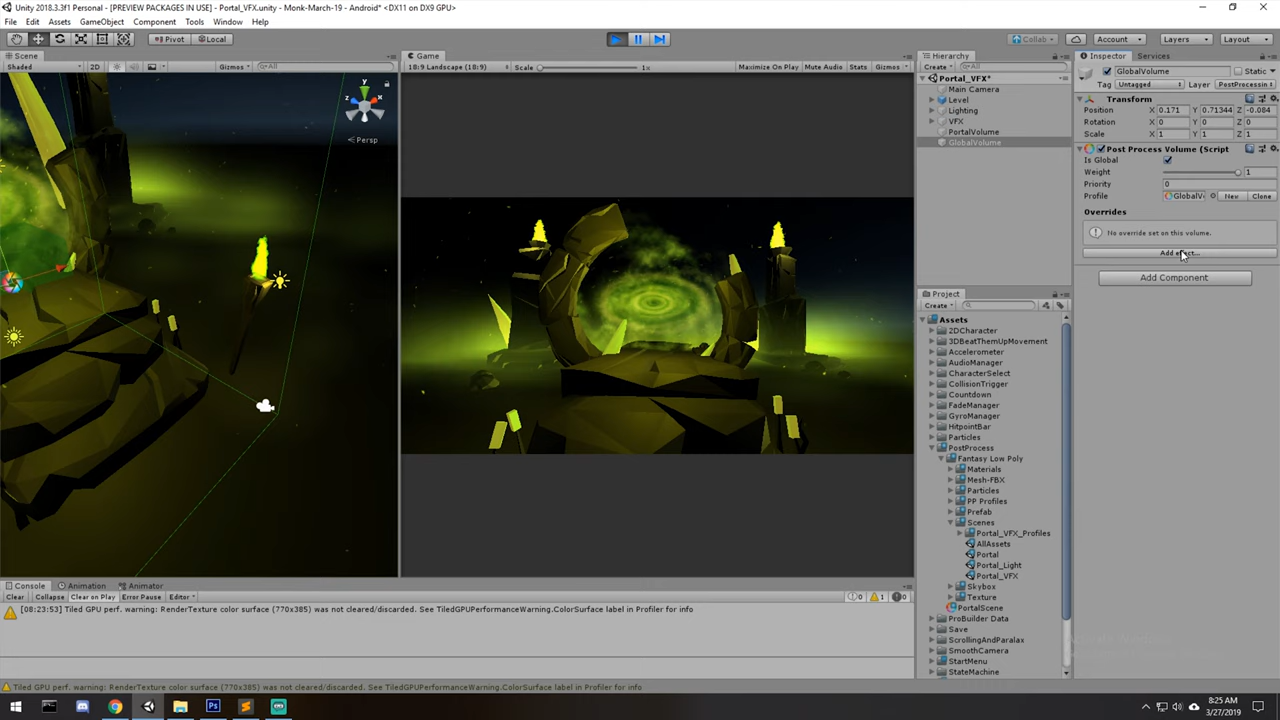 Unity 2018.3.3f1 Personal - [PREVIEW PACKAGES IN USE] - Portal_VFX.unity - Monk-March-19 - Android* <DX11 on DX9 GPU>
File Edit Assets GameObject Component Tools Window Help
Pivot Local Collab Account Layers Layout
Scene
Shaded 2D Gizmos All
y x z
Persp
Game
18:9 Landscape (18:9) Scale 1x Maximize On Play Mute Audio Stats Gizmos
Hierarchy
Create All
Portal_VFX*
Main Camera
Level
Lighting
VFX
PortalVolume
GlobalVolume
Project
Create
Assets
2DCharacter
3DBeatThemUpMovement
Accelerometer
AudioManager
CharacterSelect
CollisionTrigger
Countdown
FadeManager
GyroManager
HitpointBar
Particles
PostProcess
Fantasy Low Poly
Materials
Mesh-FBX
Particles
PP Profiles
Prefab
Scenes
Portal_VFX_Profiles
AllAssets
Portal
Portal_Light
Portal_VFX
Skybox
Texture
PortalScene
ProBuilder Data
Save
ScrollingAndParalax
SmoothCamera
StartMenu
StateMachine
Inspector Services
GlobalVolume Static
Tag Untagged Layer PostProcessin
Transform
Position X 0.171 Y 0.71344 Z -0.084
Rotation X 0 Y 0 Z 0
Scale X 1 Y 1 Z 1
Post Process Volume (Script
Is Global
Weight 1
Priority 0
Profile GlobalV New Clone
Overrides
No override set on this volume.
Add effect...
Add Component
Console Animation Animator
Clear Collapse Clear on Play Error Pause Editor 0 1 0
[08:23:53] Tiled GPU perf. warning: RenderTexture color surface (770x385) was not cleared/discarded. See TiledGPUPerformanceWarning.ColorSurface label in Profiler for info
Tiled GPU perf. warning: RenderTexture color surface (770x385) was not cleared/discarded. See TiledGPUPerformanceWarning.ColorSurface label in Profiler for info
8:25 AM
3/27/2019